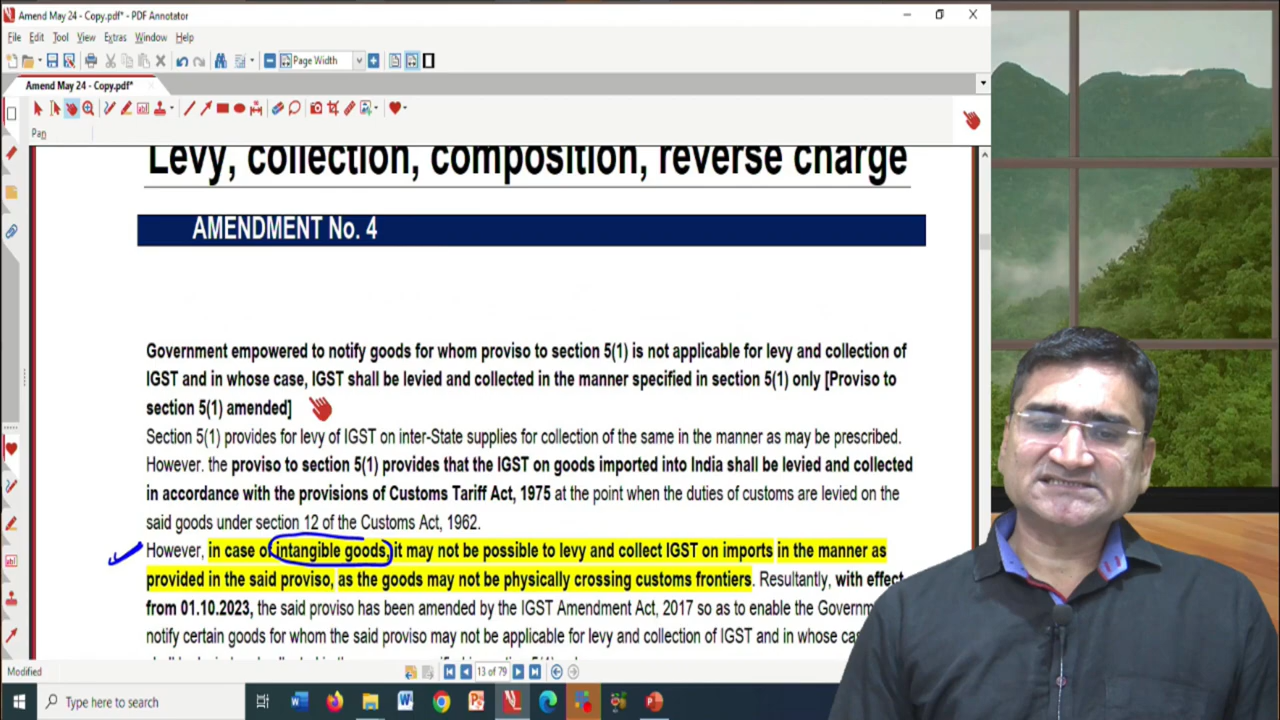 Amend May 24 - Copy.pdf* - PDF Annotator
File Edit Tool View Extras Window Help
Page Width
Amend May 24 - Copy.pdf*
Pan
Levy, collection, composition, reverse charge
AMENDMENT No. 4
Government empowered to notify goods for whom proviso to section 5(1) is not applicable for levy and collection of
IGST and in whose case, IGST shall be levied and collected in the manner specified in section 5(1) only [Proviso to
section 5(1) amended]
Section 5(1) provides for levy of IGST on inter-State supplies for collection of the same in the manner as may be prescribed.
However. the proviso to section 5(1) provides that the IGST on goods imported into India shall be levied and collected
in accordance with the provisions of Customs Tariff Act, 1975 at the point when the duties of customs are levied on the
said goods under section 12 of the Customs Act, 1962.
However, in case of intangible goods, it may not be possible to levy and collect IGST on imports in the manner as
provided in the said proviso, as the goods may not be physically crossing customs frontiers. Resultantly, with effect
from 01.10.2023, the said proviso has been amended by the IGST Amendment Act, 2017 so as to enable the
notify certain goods for whom the said proviso may not be applicable for levy and collection of IGST and in whose
Modified
13 of 79
Type here to search